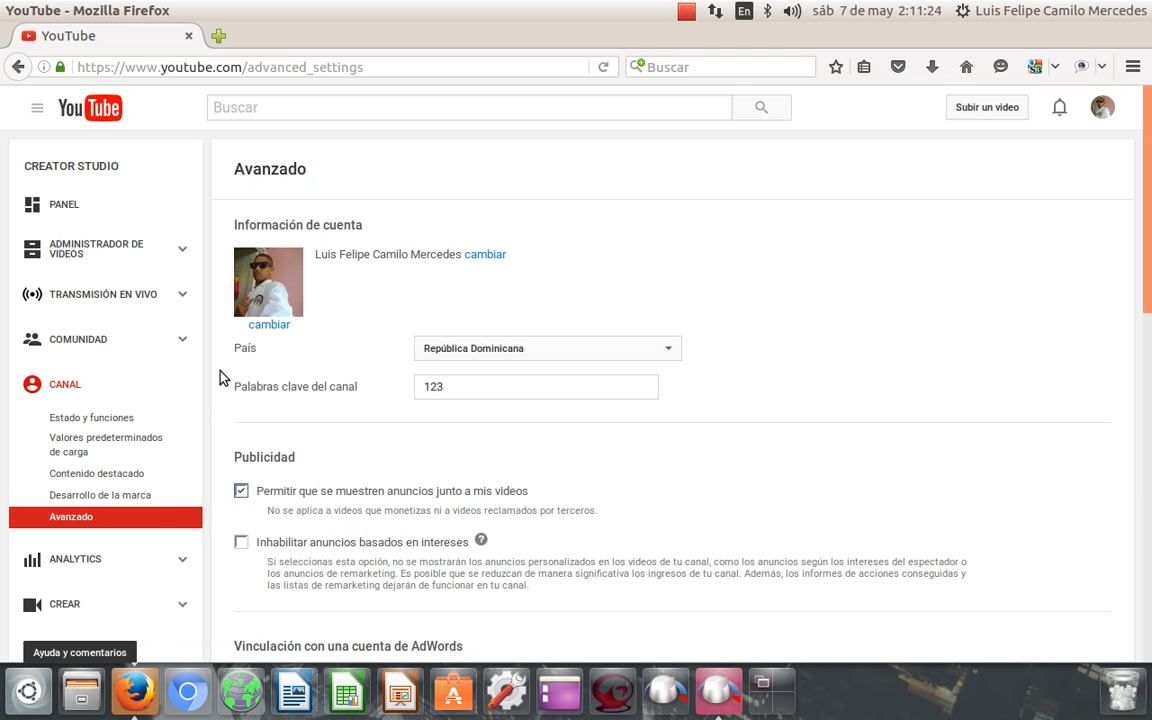 YouTube - Mozilla Firefox
En
sáb 7 de may 2:11:24
Luis Felipe Camilo Mercedes
YouTube
https://www.youtube.com/advanced_settings
Buscar
YouTube
Buscar
Subir un video
CREATOR STUDIO
PANEL
ADMINISTRADOR DE
VIDEOS
TRANSMISIÓN EN VIVO
COMUNIDAD
CANAL
Estado y funciones
Valores predeterminados
de carga
Contenido destacado
Desarrollo de la marca
Avanzado
ANALYTICS
CREAR
Ayuda y comentarios
Avanzado
Información de cuenta
Luis Felipe Camilo Mercedes cambiar
cambiar
País
República Dominicana
Palabras clave del canal
123
Publicidad
Permitir que se muestren anuncios junto a mis videos
No se aplica a videos que monetizas ni a videos reclamados por terceros.
Inhabilitar anuncios basados en intereses
Si seleccionas esta opción, no se mostrarán los anuncios personalizados en los videos de tu canal, como los anuncios según los intereses del espectador o
los anuncios de remarketing. Es posible que se reduzcan de manera significativa los ingresos de tu canal. Además, los informes de acciones conseguidas y
las listas de remarketing dejarán de funcionar en tu canal.
Vinculación con una cuenta de AdWords